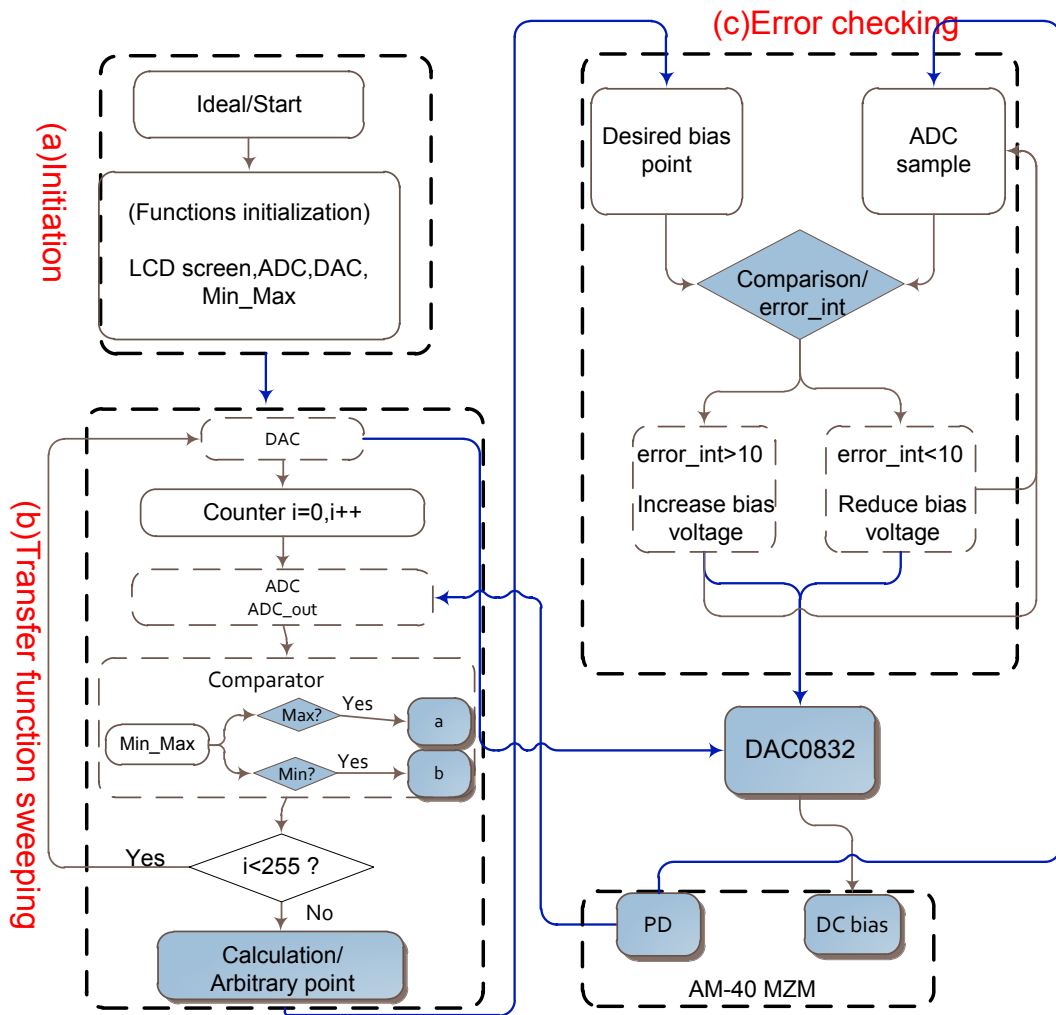 (a)Initiation
Ideal/Start
(Functions initialization)
LCD screen,ADC,DAC,
Min_Max
(b)Transfer function sweeping
DAC
Counter i=0,i++
ADC
ADC_out
Comparator
Min_Max
Max?
Yes
a
Min?
Yes
b
i<255 ?
Yes
No
Calculation/
Arbitrary point
(c)Error checking
Desired bias
point
ADC
sample
Comparison/
error_int
error_int>10
Increase bias
voltage
error_int<10
Reduce bias
voltage
DAC0832
PD
DC bias
AM-40 MZM